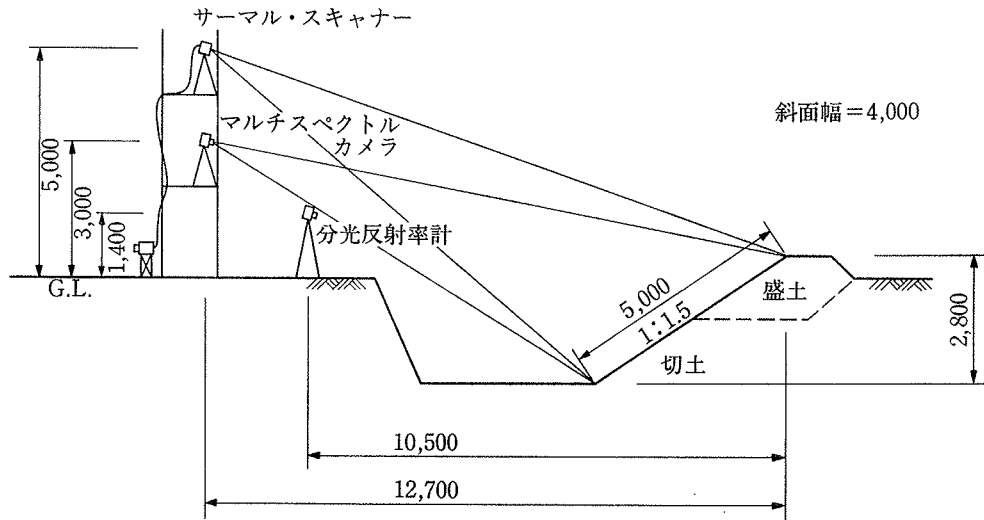 サーマル・スキャナー
斜面幅=4,000
マルチスペクトル
カメラ
5,000
3,000
1,400
分光反射率計
G.L.
5,000
1:1.5
盛土
切土
2,800
10,500
12,700